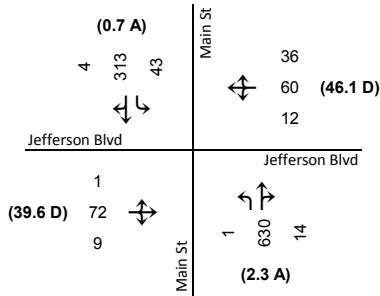 (0.7 A)
Main St
4 313 43
36
60 (46.1 D)
12
Jefferson Blvd
Jefferson Blvd
1
(39.6 D) 72
9
1 630 14
Main St
(2.3 A)